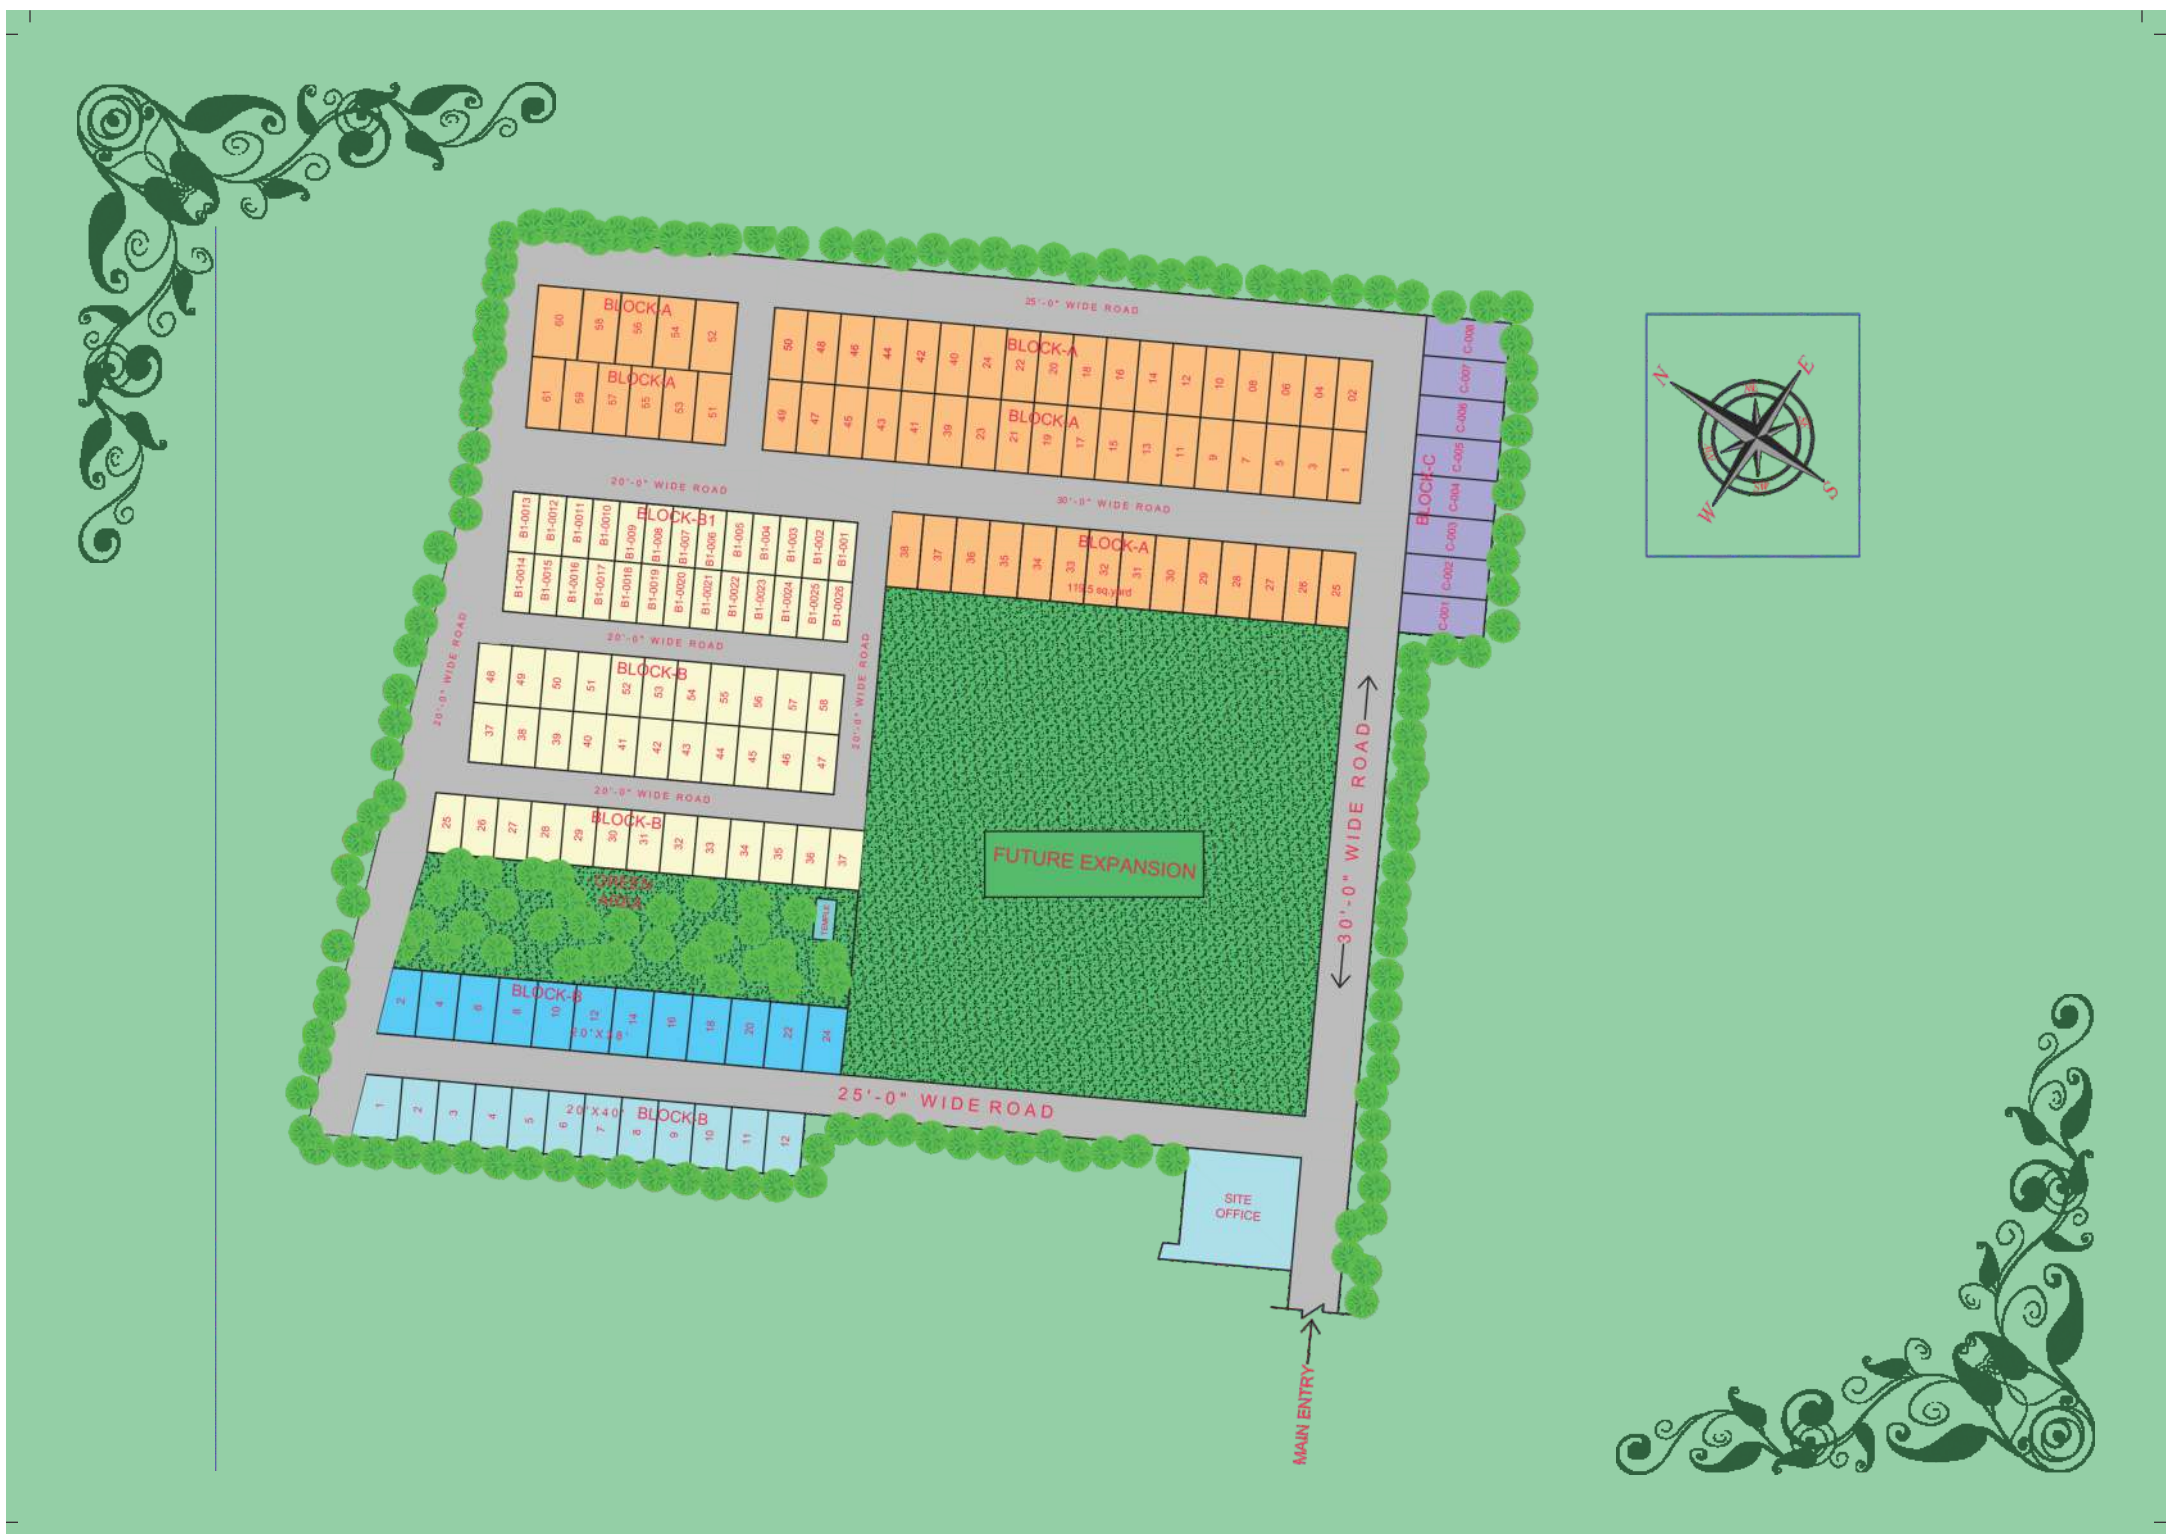 BLOCK-A
60 58 56 54 52
BLOCK-A
61 59 57 55 53 51
25'-0" WIDE ROAD
BLOCK-A
50 48 46 44 42 40 24 22 20 18 16 14 12 10 08 06 04 02
BLOCK-A
49 47 45 43 41 39 23 21 19 17 15 13 11 9 7 5 3 1
C-008
C-007
C-006
C-005
C-004
C-003
C-002
C-001
BLOCK-C
N
E
S
W
20'-0" WIDE ROAD
30'-0" WIDE ROAD
BLOCK-B1
B1-0013 B1-0012 B1-0011 B1-0010 B1-009 B1-008 B1-007 B1-006 B1-005 B1-004 B1-003 B1-002 B1-001
B1-0014 B1-0015 B1-0016 B1-0017 B1-0018 B1-0019 B1-0020 B1-0021 B1-0022 B1-0023 B1-0024 B1-0025 B1-0026
BLOCK-A
38 37 36 35 34 33 32 31 30 29 28 27 26 25
119.5 sq.yard
20'-0" WIDE ROAD
20'-0" WIDE ROAD
20'-0" WIDE ROAD
BLOCK-B
48 49 50 51 52 53 54 55 56 57 58
37 38 39 40 41 42 43 44 45 46 47
20'-0" WIDE ROAD
BLOCK-B
25 26 27 28 29 30 31 32 33 34 35 36 37
GREEN
AREA
TEMPLE
FUTURE EXPANSION
30'-0" WIDE ROAD
BLOCK-B
2 4 6 8 10 12 14 16 18 20 22 24
25'-0" WIDE ROAD
20'X40' BLOCK-B
1 2 3 4 5 6 7 8 9 10 11 12
SITE
OFFICE
MAIN ENTRY